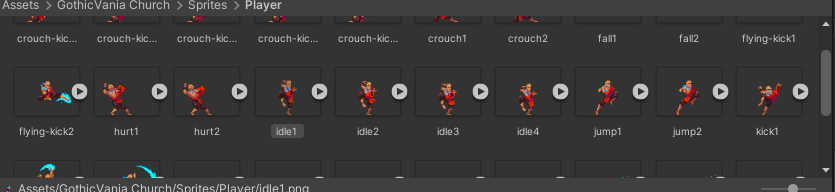 Assets > GothicVania Church > Sprites > Player
crouch-kic... crouch-kic... crouch-kic... crouch-kic... crouch-kic... crouch1 crouch2 fall1 fall2 flying-kick1
flying-kick2 hurt1 hurt2 idle1 idle2 idle3 idle4 jump1 jump2 kick1
Assets/GothicVania Church/Sprites/Player/idle1.png